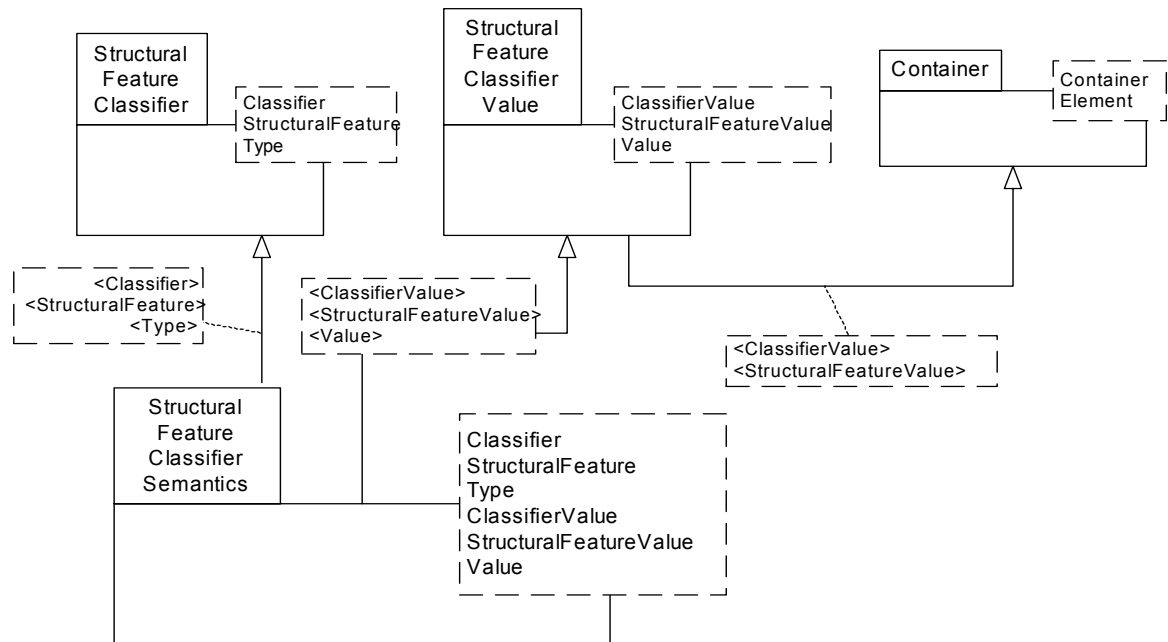 Structural
Feature
Classifier
Classifier
StructuralFeature
Type
Structural
Feature
Classifier
Value
ClassifierValue
StructuralFeatureValue
Value
Container
Container
Element
<Classifier>
<StructuralFeature>
<Type>
<ClassifierValue>
<StructuralFeatureValue>
<Value>
<ClassifierValue>
<StructuralFeatureValue>
Structural
Feature
Classifier
Semantics
Classifier
StructuralFeature
Type
ClassifierValue
StructuralFeatureValue
Value